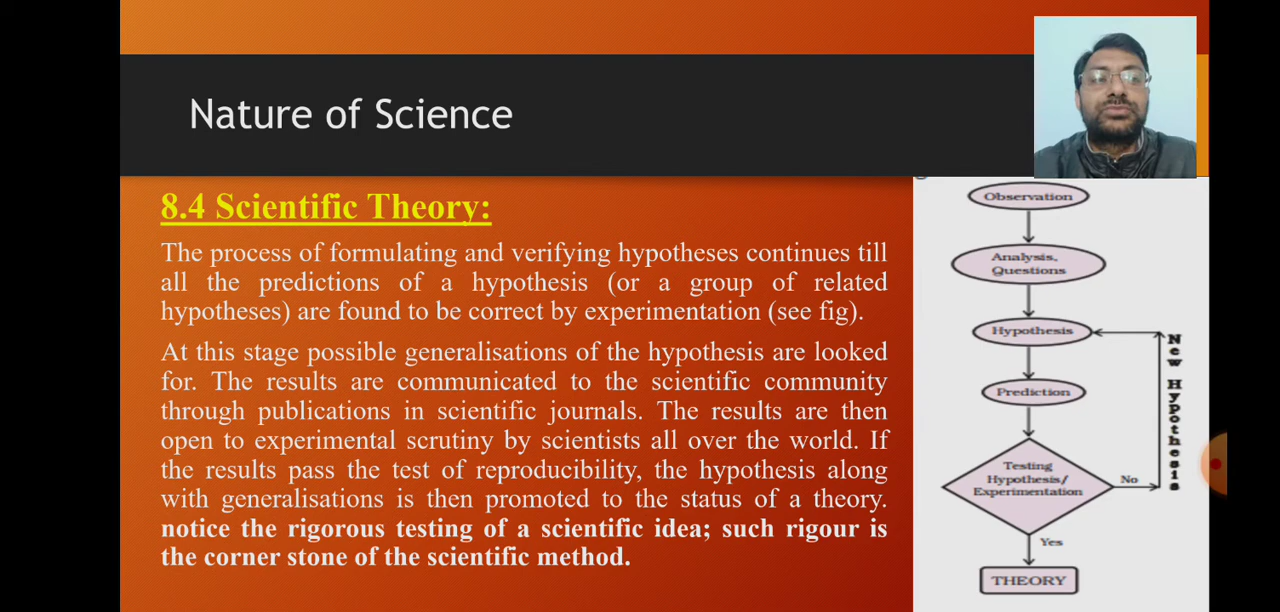 Nature of Science
8.4 Scientific Theory:
The process of formulating and verifying hypotheses continues till
all the predictions of a hypothesis (or a group of related
hypotheses) are found to be correct by experimentation (see fig).
At this stage possible generalisations of the hypothesis are looked
for. The results are communicated to the scientific community
through publications in scientific journals. The results are then
open to experimental scrutiny by scientists all over the world. If
the results pass the test of reproducibility, the hypothesis along
with generalisations is then promoted to the status of a theory.
notice the rigorous testing of a scientific idea; such rigour is
the corner stone of the scientific method.
Observation
Analysis,
Questions
Hypothesis
Prediction
Testing
Hypothesis/
Experimentation
No
New Hypothesis
Yes
THEORY